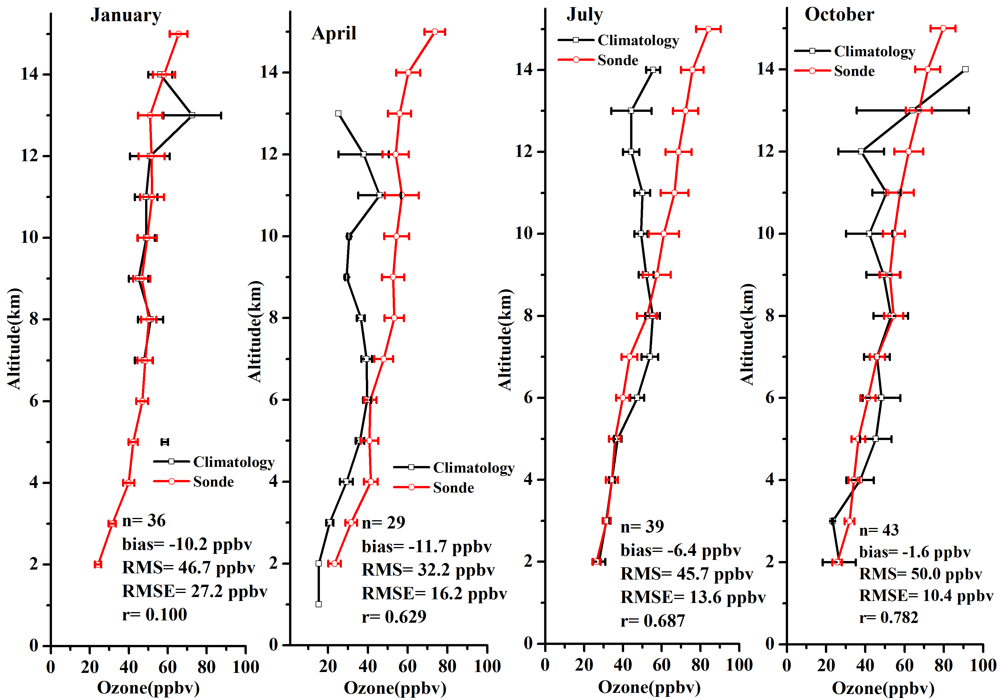 January
14
12
10
8
6
4
2
0
0 20 40 60 80 100
Altitude(km)
Ozone(ppbv)
Climatology
Sonde
n= 36
bias= -10.2 ppbv
RMS= 46.7 ppbv
RMSE= 27.2 ppbv
r= 0.100
April
14
12
10
8
6
4
2
0
20 40 60 80 100
Altitude(km)
Ozone(ppbv)
Climatology
Sonde
n= 29
bias= -11.7 ppbv
RMS= 32.2 ppbv
RMSE= 16.2 ppbv
r= 0.629
July
Climatology
Sonde
14
12
10
8
6
4
2
0
0 20 40 60 80 100
Altitude(km)
Ozone(ppbv)
n= 39
bias= -6.4 ppbv
RMS= 45.7 ppbv
RMSE= 13.6 ppbv
r= 0.687
October
Climatology
Sonde
14
12
10
8
6
4
2
0
0 20 40 60 80 100
Altitude(km)
Ozone(ppbv)
n= 43
bias= -1.6 ppbv
RMS= 50.0 ppbv
RMSE= 10.4 ppbv
r= 0.782